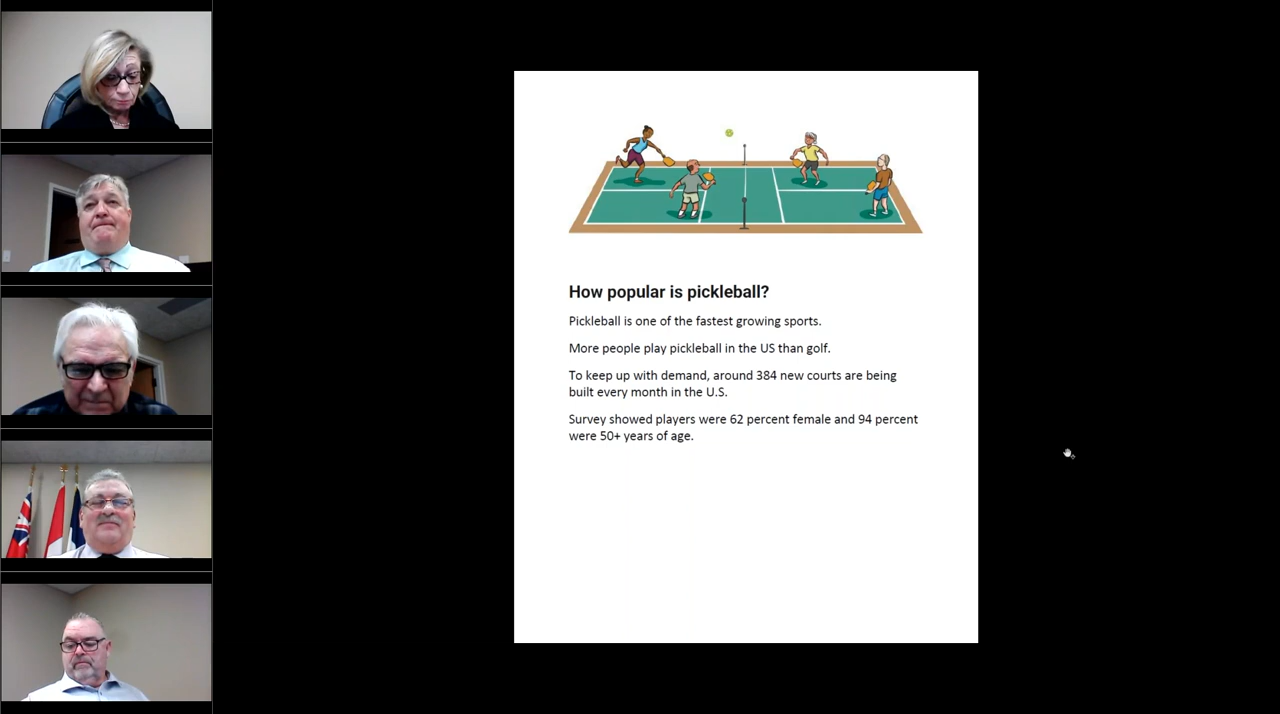 How popular is pickleball?
Pickleball is one of the fastest growing sports.
More people play pickleball in the US than golf.
To keep up with demand, around 384 new courts are being
built every month in the U.S.
Survey showed players were 62 percent female and 94 percent
were 50+ years of age.